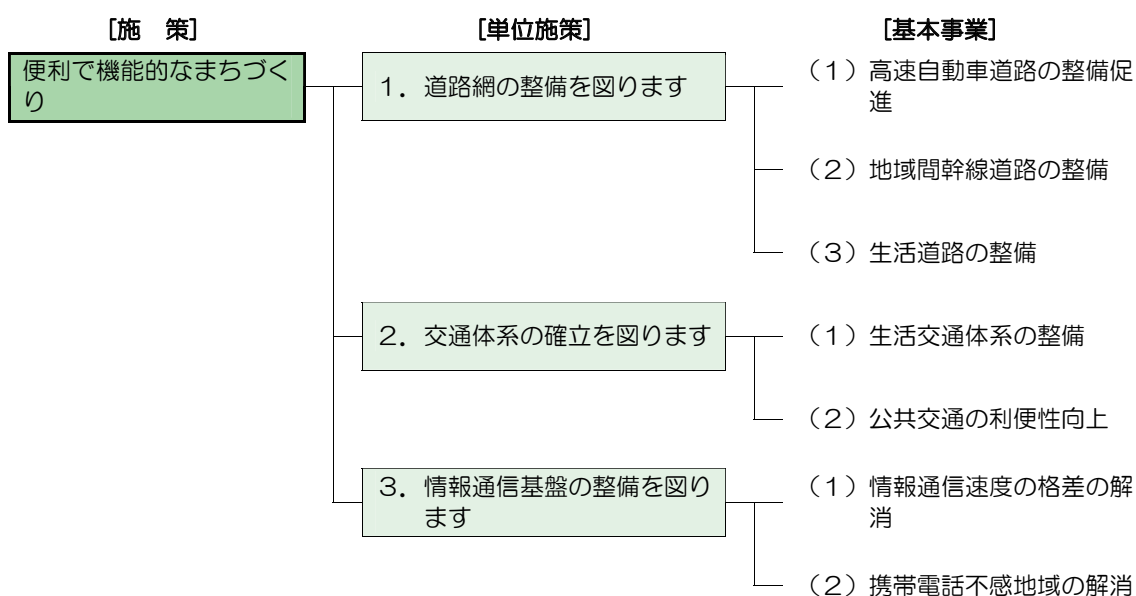 [施　策]
[単位施策]
[基本事業]
便利で機能的なまちづく
り
１．道路網の整備を図ります
（１）高速自動車道路の整備促
進
（２）地域間幹線道路の整備
（３）生活道路の整備
２．交通体系の確立を図ります
（１）生活交通体系の整備
（２）公共交通の利便性向上
３．情報通信基盤の整備を図り
ます
（１）情報通信速度の格差の解
消
（２）携帯電話不感地域の解消